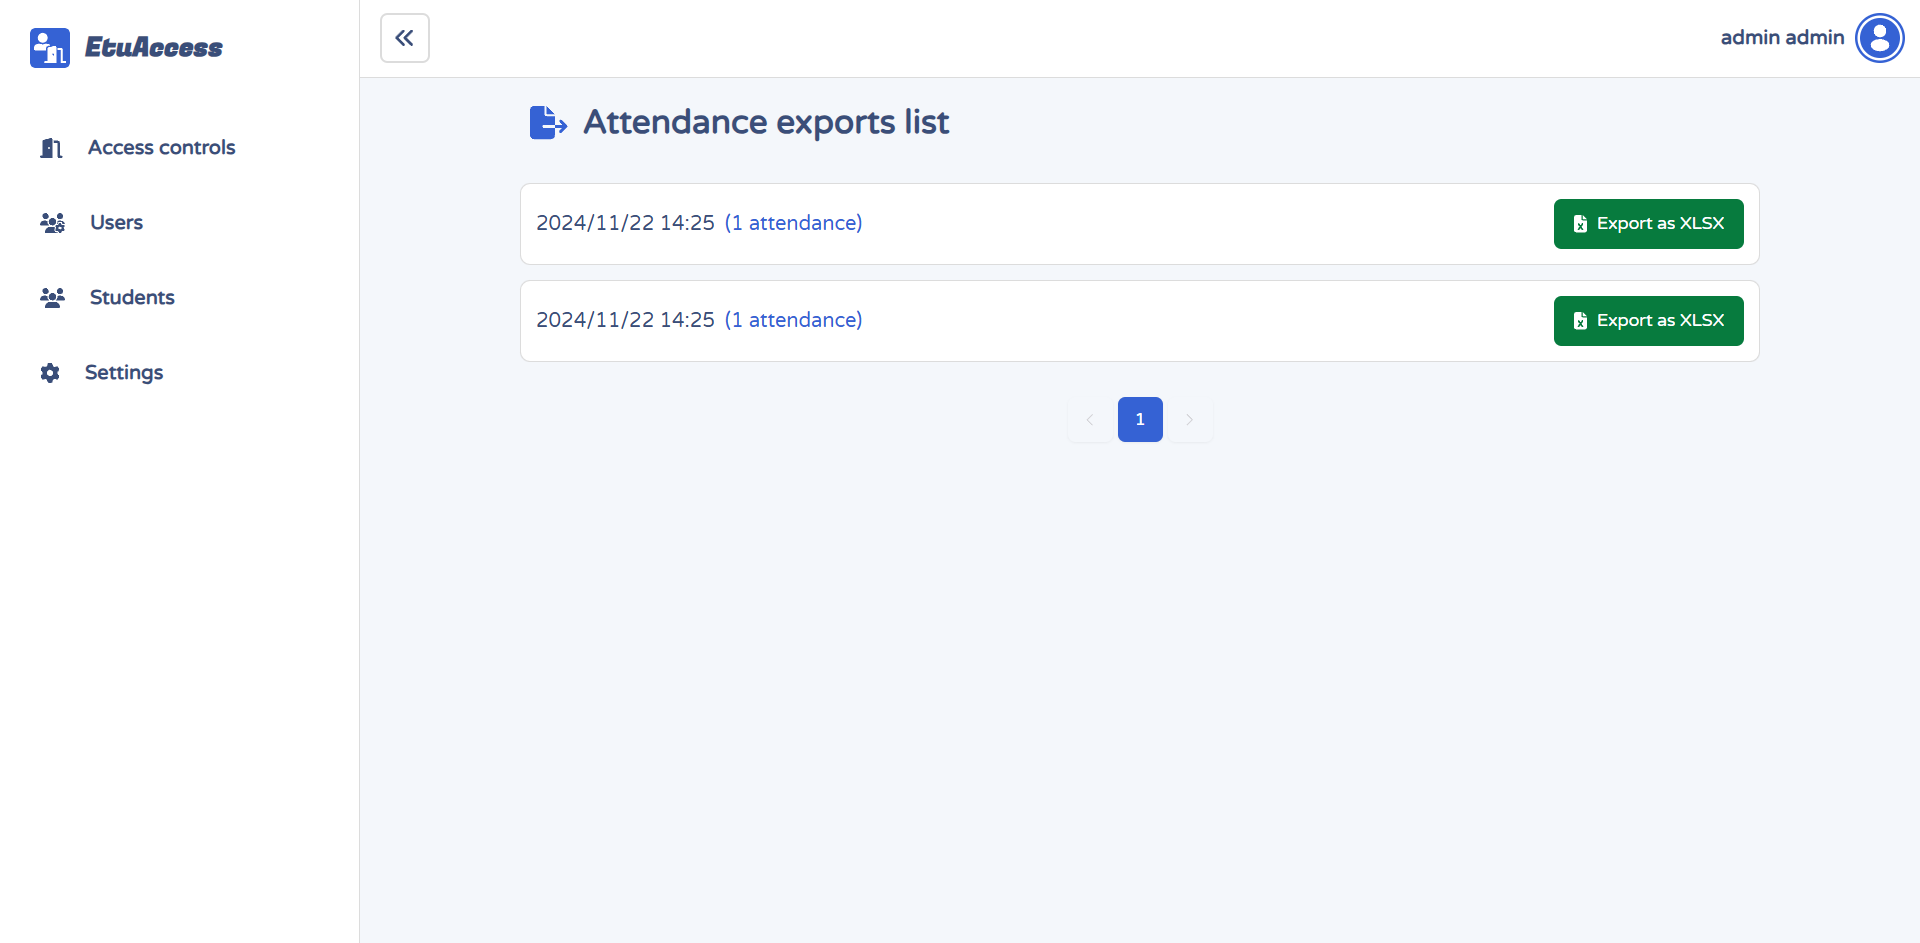 EtuAccess
admin admin
Access controls
Users
Students
Settings
Attendance exports list
2024/11/22 14:25 (1 attendance)
Export as XLSX
2024/11/22 14:25 (1 attendance)
Export as XLSX
1